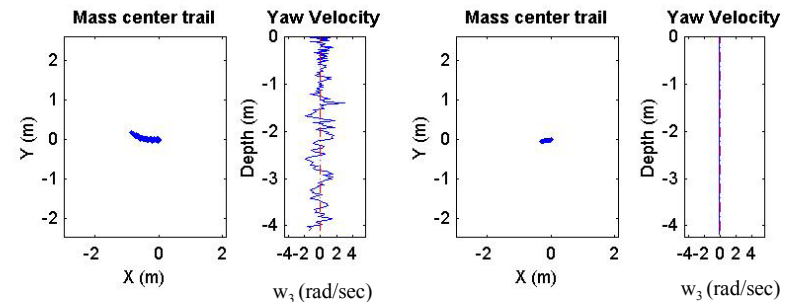 Mass center trail
Yaw Velocity
Mass center trail
Yaw Velocity
2
1
0
-1
-2
Y (m)
-2
0
2
X (m)
0
-1
-2
-3
-4
Depth (m)
-4 -2 0 2 4
w3 (rad/sec)
2
1
0
-1
-2
Y (m)
-2
0
2
X (m)
0
-1
-2
-3
-4
Depth (m)
-4 -2 0 2 4
w3 (rad/sec)